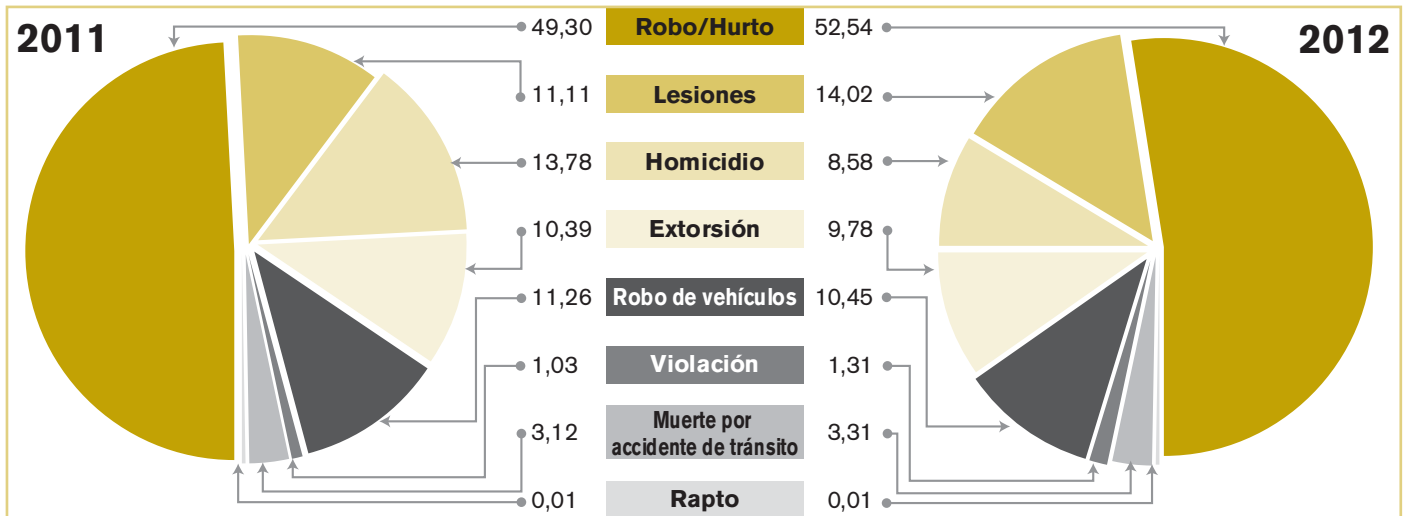 2011
2012
49,30 Robo/Hurto 52,54
11,11 Lesiones 14,02
13,78 Homicidio 8,58
10,39 Extorsión 9,78
11,26 Robo de vehículos 10,45
1,03 Violación 1,31
Muerte por
3,12 accidente de tránsito 3,31
0,01 Rapto 0,01